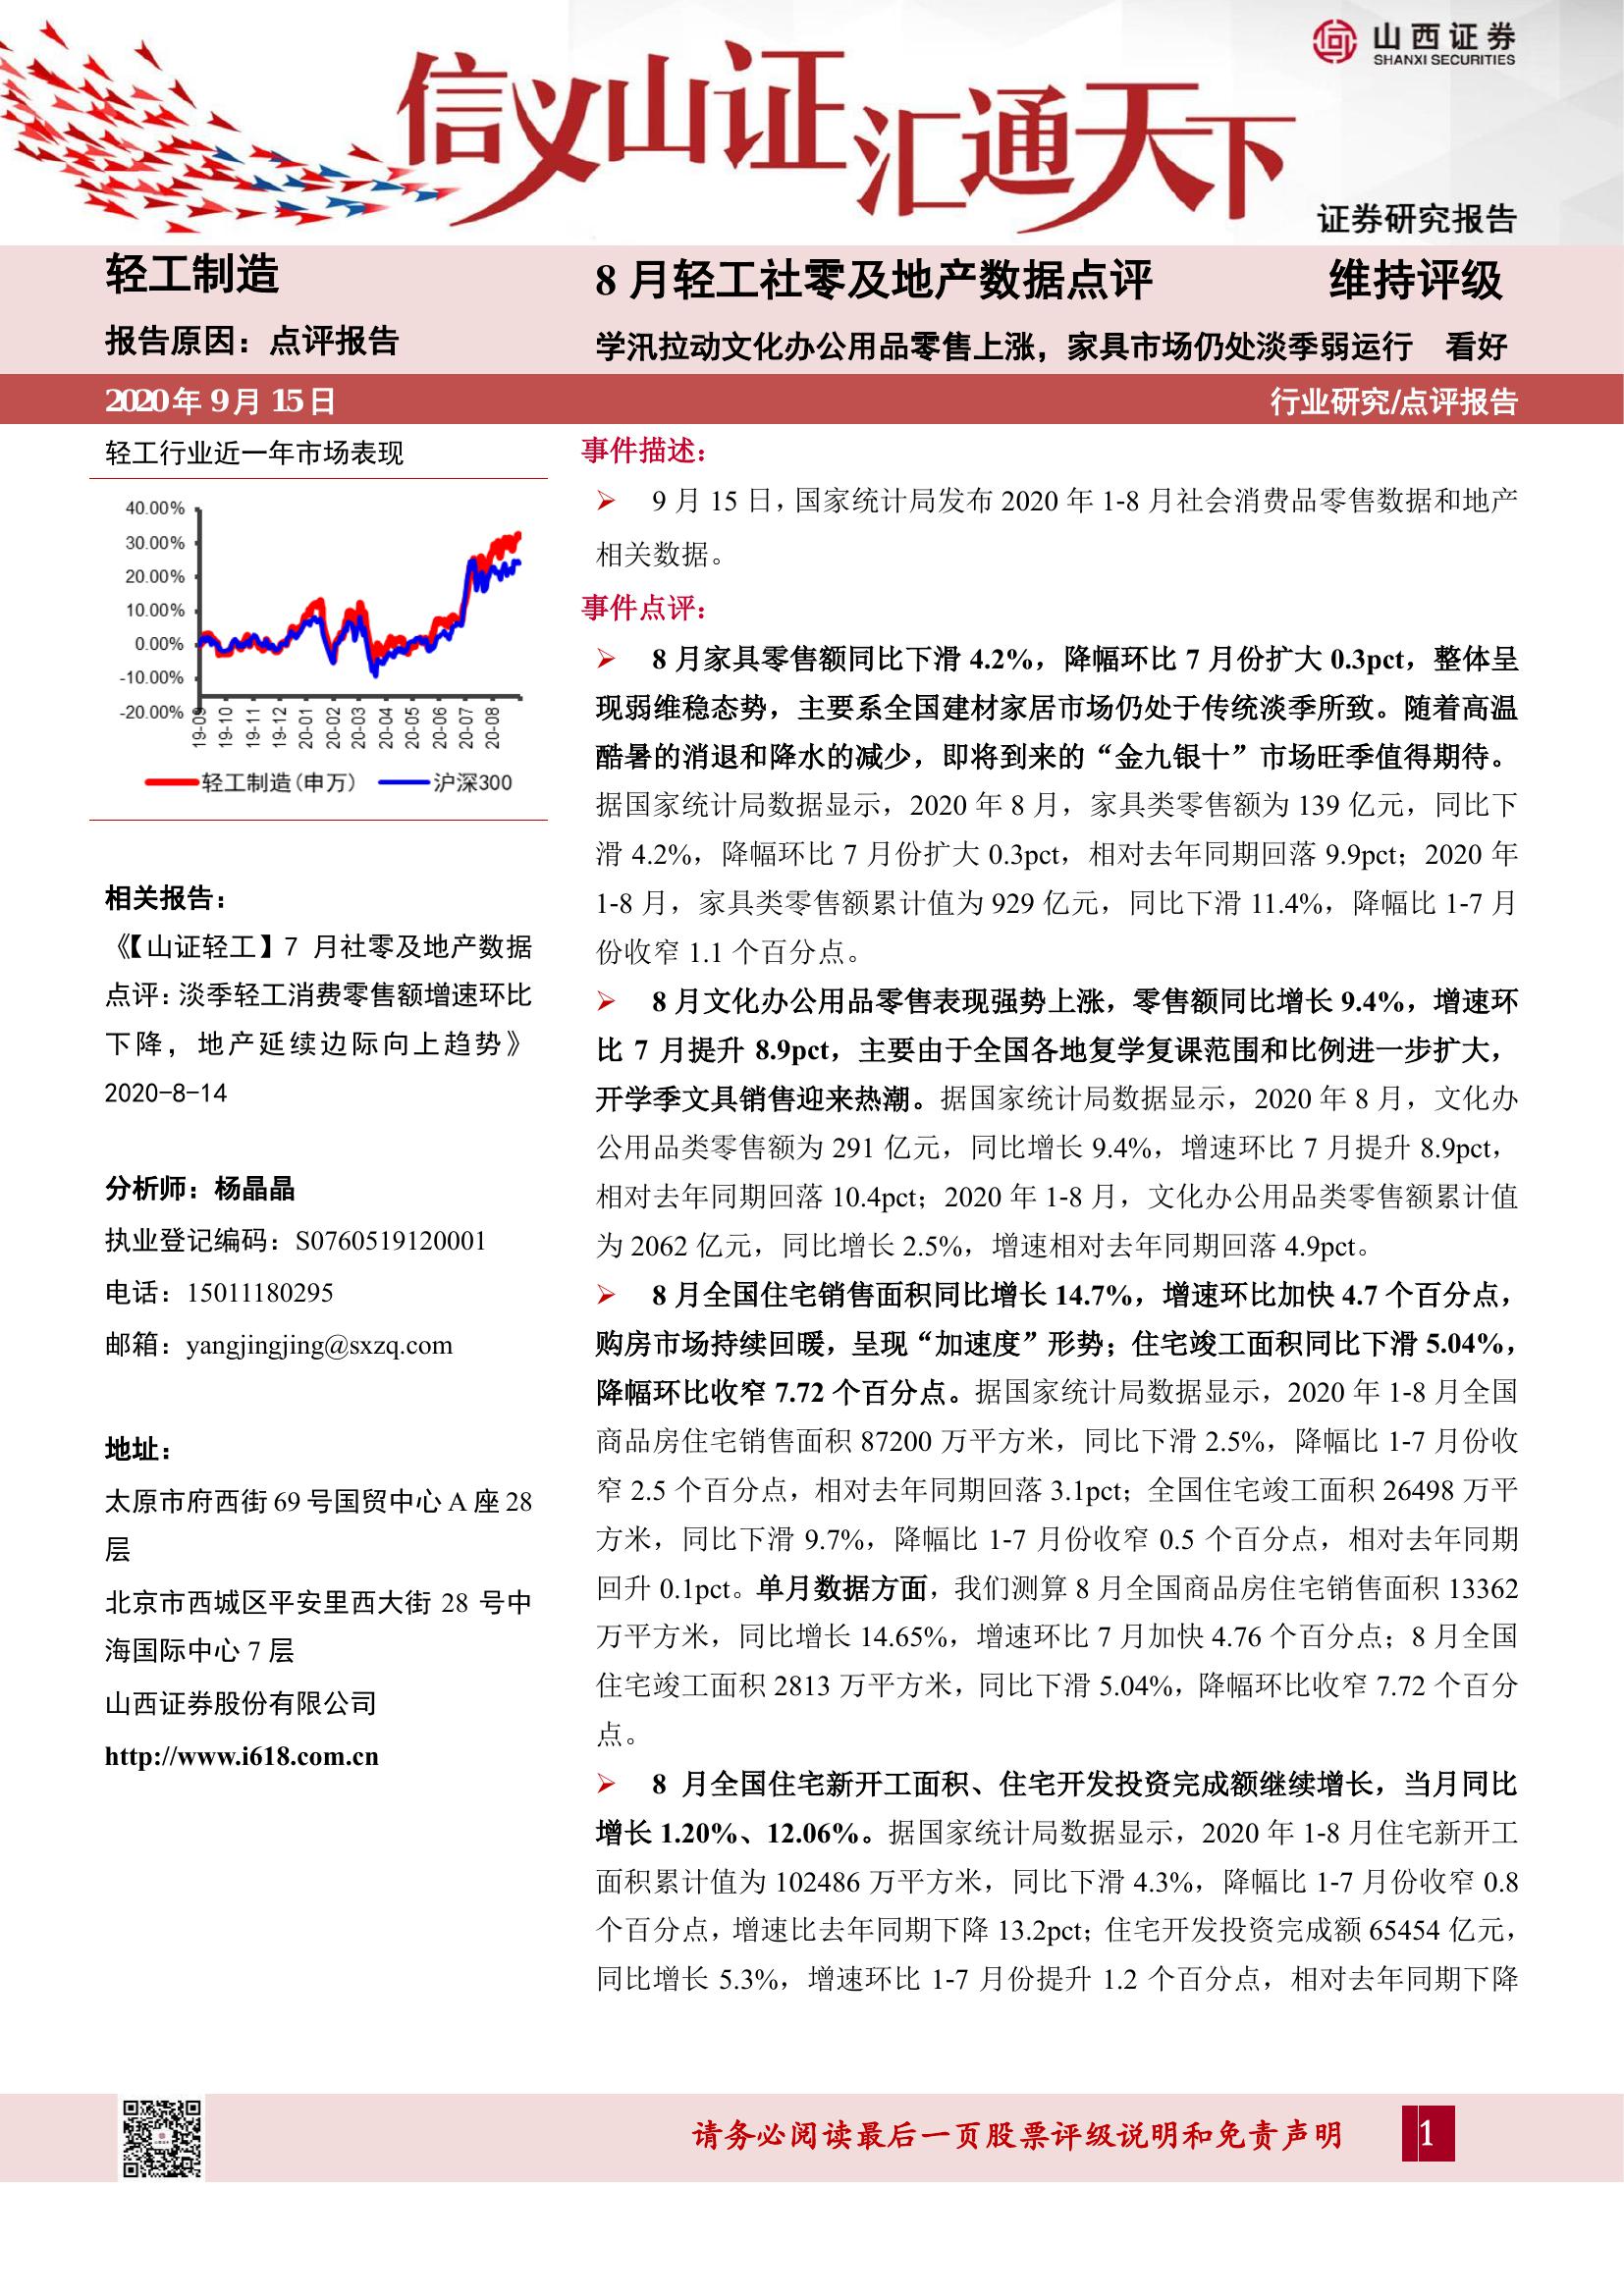 山西证券
SHANXI SECURITIES
信义山证汇通天下
证券研究报告
轻工制造
报告原因：点评报告
8 月轻工社零及地产数据点评 维持评级
学汛拉动文化办公用品零售上涨，家具市场仍处淡季弱运行 看好
2020 年 9 月 15 日
行业研究/点评报告
轻工行业近一年市场表现
40.00%
30.00%
20.00%
10.00%
0.00%
-10.00%
-20.00%
19-09 19-10 19-11 19-12 20-01 20-02 20-03 20-04 20-05 20-06 20-07 20-08
轻工制造(申万) 沪深300
相关报告：
《【山证轻工】7 月社零及地产数据
点评：淡季轻工消费零售额增速环比
下降，地产延续边际向上趋势》
2020-8-14
分析师：杨晶晶
执业登记编码：S0760519120001
电话：15011180295
邮箱：yangjingjing@sxzq.com
地址：
太原市府西街 69 号国贸中心 A 座 28
层
北京市西城区平安里西大街 28 号中
海国际中心 7 层
山西证券股份有限公司
http://www.i618.com.cn
事件描述：
9 月 15 日，国家统计局发布 2020 年 1-8 月社会消费品零售数据和地产
相关数据。
事件点评：
8 月家具零售额同比下滑 4.2%，降幅环比 7 月份扩大 0.3pct，整体呈
现弱维稳态势，主要系全国建材家居市场仍处于传统淡季所致。随着高温
酷暑的消退和降水的减少，即将到来的“金九银十”市场旺季值得期待。
据国家统计局数据显示，2020 年 8 月，家具类零售额为 139 亿元，同比下
滑 4.2%，降幅环比 7 月份扩大 0.3pct，相对去年同期回落 9.9pct；2020 年
1-8 月，家具类零售额累计值为 929 亿元，同比下滑 11.4%，降幅比 1-7 月
份收窄 1.1 个百分点。
8 月文化办公用品零售表现强势上涨，零售额同比增长 9.4%，增速环
比 7 月提升 8.9pct，主要由于全国各地复学复课范围和比例进一步扩大，
开学季文具销售迎来热潮。据国家统计局数据显示，2020 年 8 月，文化办
公用品类零售额为 291 亿元，同比增长 9.4%，增速环比 7 月提升 8.9pct，
相对去年同期回落 10.4pct；2020 年 1-8 月，文化办公用品类零售额累计值
为 2062 亿元，同比增长 2.5%，增速相对去年同期回落 4.9pct。
8 月全国住宅销售面积同比增长 14.7%，增速环比加快 4.7 个百分点，
购房市场持续回暖，呈现“加速度”形势；住宅竣工面积同比下滑 5.04%，
降幅环比收窄 7.72 个百分点。据国家统计局数据显示，2020 年 1-8 月全国
商品房住宅销售面积 87200 万平方米，同比下滑 2.5%，降幅比 1-7 月份收
窄 2.5 个百分点，相对去年同期回落 3.1pct；全国住宅竣工面积 26498 万平
方米，同比下滑 9.7%，降幅比 1-7 月份收窄 0.5 个百分点，相对去年同期
回升 0.1pct。单月数据方面，我们测算 8 月全国商品房住宅销售面积 13362
万平方米，同比增长 14.65%，增速环比 7 月加快 4.76 个百分点；8 月全国
住宅竣工面积 2813 万平方米，同比下滑 5.04%，降幅环比收窄 7.72 个百分
点。
8 月全国住宅新开工面积、住宅开发投资完成额继续增长，当月同比
增长 1.20%、12.06%。据国家统计局数据显示，2020 年 1-8 月住宅新开工
面积累计值为 102486 万平方米，同比下滑 4.3%，降幅比 1-7 月份收窄 0.8
个百分点，增速比去年同期下降 13.2pct；住宅开发投资完成额 65454 亿元，
同比增长 5.3%，增速环比 1-7 月份提升 1.2 个百分点，相对去年同期下降
请务必阅读最后一页股票评级说明和免责声明
1